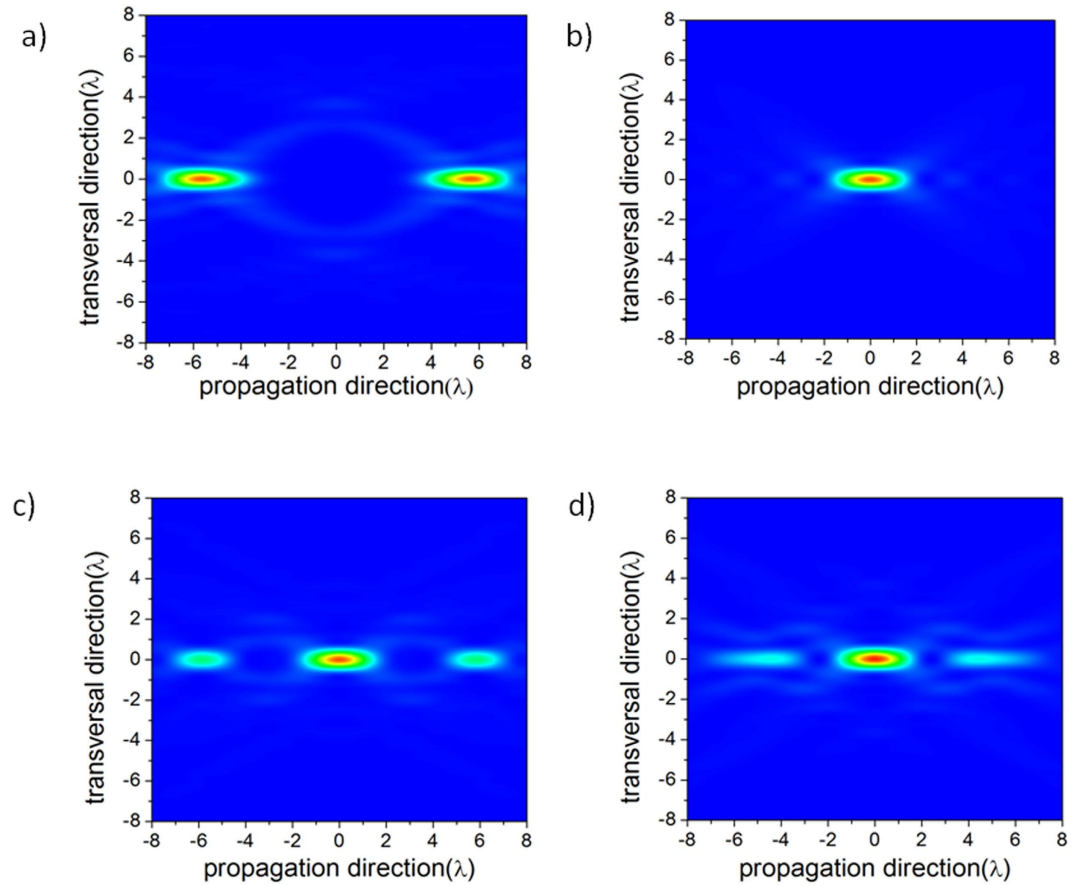 a)
transversal direction(λ)
8
6
4
2
0
-2
-4
-6
-8
-8 -6 -4 -2 0 2 4 6 8
propagation direction(λ)
b)
transversal direction(λ)
8
6
4
2
0
-2
-4
-6
-8
-8 -6 -4 -2 0 2 4 6 8
propagation direction(λ)
c)
transversal direction(λ)
8
6
4
2
0
-2
-4
-6
-8
-8 -6 -4 -2 0 2 4 6 8
propagation direction(λ)
d)
transversal direction(λ)
8
6
4
2
0
-2
-4
-6
-8
-8 -6 -4 -2 0 2 4 6 8
propagation direction(λ)